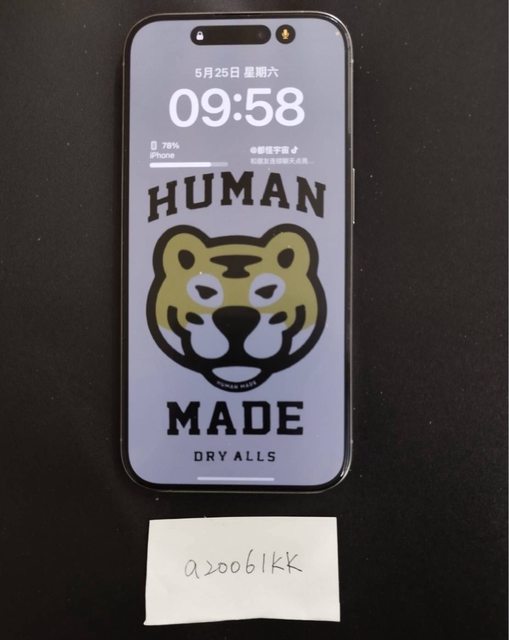 5月25日 星期六
09:58
78%
iPhone
HUMAN
HUMAN MADE
MADE
DRY ALLS
a20061KK